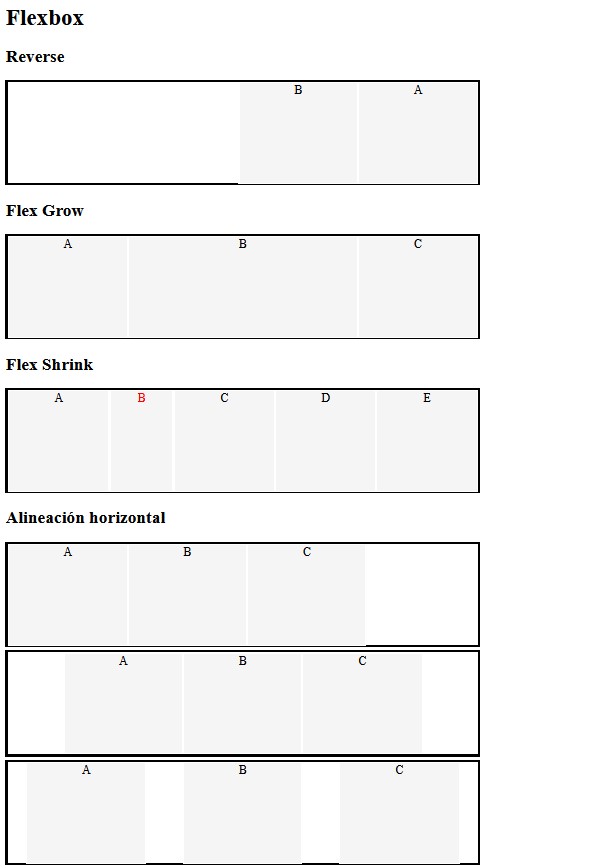 Flexbox
Reverse
B A
Flex Grow
A B C
Flex Shrink
A B C D E
Alineación horizontal
A B C
A B C
A B C